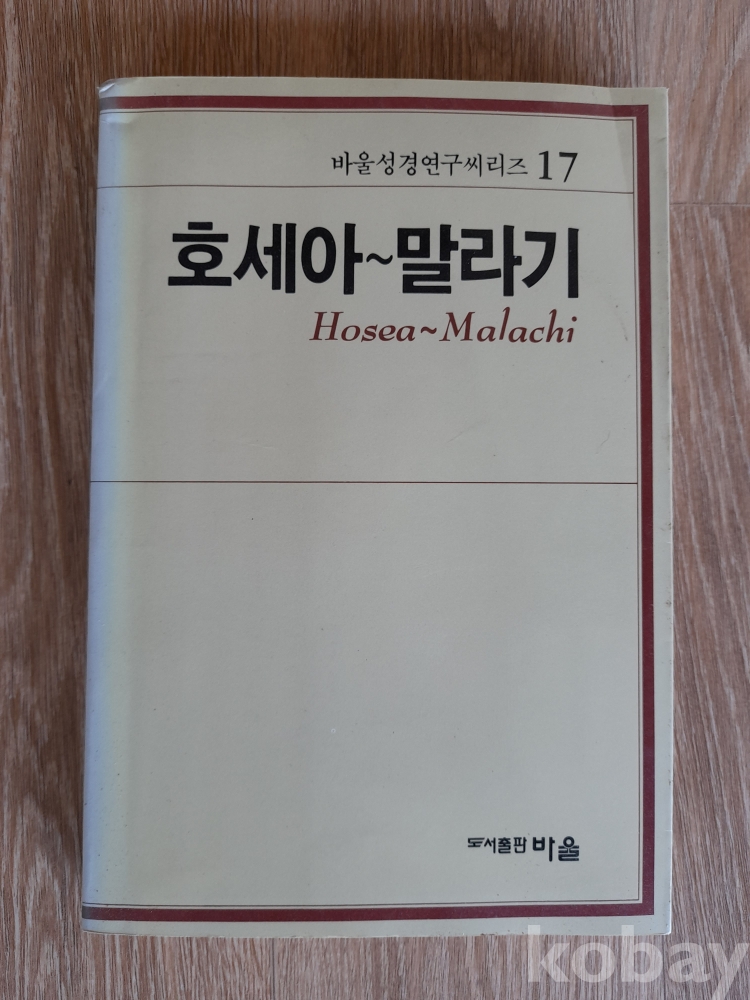 바울성경연구씨리즈 17
호세아~말라기
Hosea~Malachi
도서출판 바울
kobay